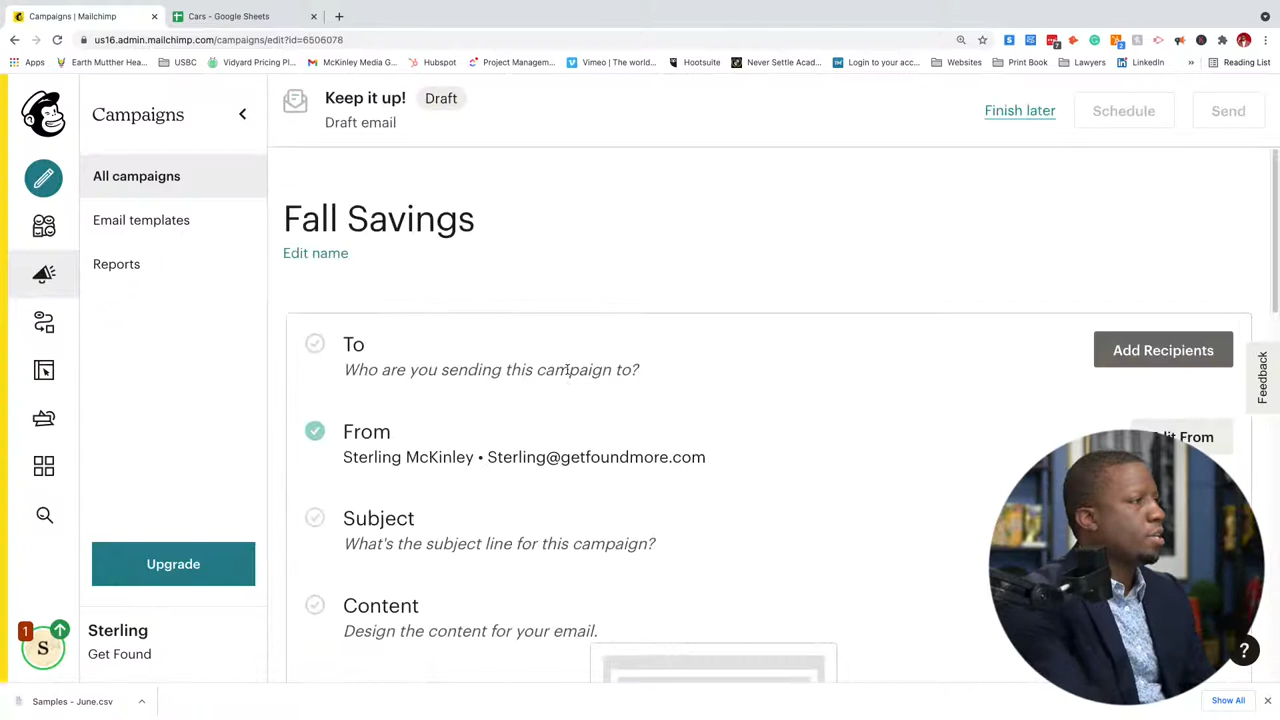 Campaigns | Mailchimp
Cars - Google Sheets
us16.admin.mailchimp.com/campaigns/edit?id=6506078
Apps
Earth Mutther Hea...
USBC
Vidyard Pricing Pl...
McKinley Media G...
Hubspot
Project Managem...
Vimeo | The world...
Hootsuite
Never Settle Acad...
Login to your acc...
Websites
Print Book
Lawyers
LinkedIn
»
Reading List
Campaigns
Keep it up!
Draft
Draft email
Finish later
Schedule
Send
All campaigns
Email templates
Reports
Fall Savings
Edit name
To
Who are you sending this campaign to?
Add Recipients
Feedback
From
Sterling McKinley • Sterling@getfoundmore.com
Subject
What's the subject line for this campaign?
Upgrade
Content
Design the content for your email.
1
S
Sterling
Get Found
?
Samples - June.csv
Show All